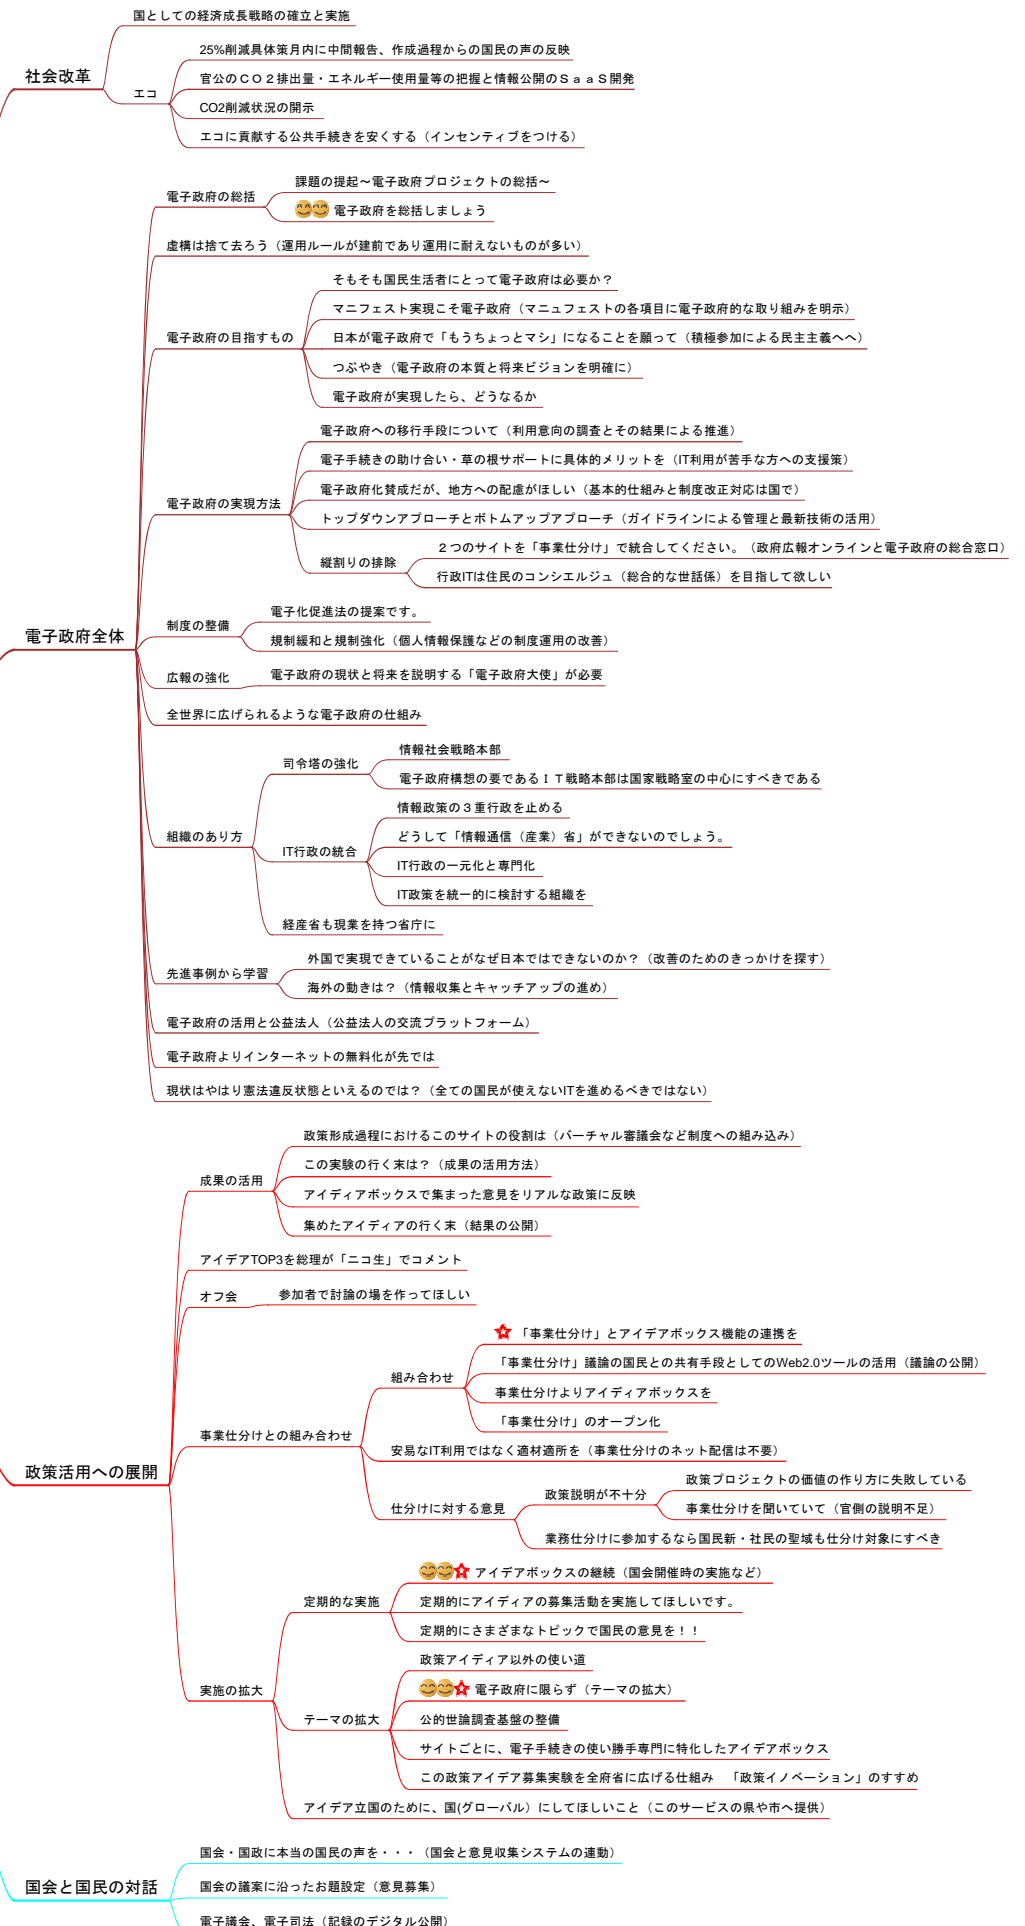 国としての経済成長戦略の確立と実施
社会改革
エコ
25%削減具体策月内に中間報告、作成過程からの国民の声の反映
官公のＣＯ２排出量・エネルギー使用量等の把握と情報公開のＳａａＳ開発
CO2削減状況の開示
エコに貢献する公共手続きを安くする（インセンティブをつける）
電子政府全体
電子政府の総括
課題の提起～電子政府プロジェクトの総括～
電子政府を総括しましょう
虚構は捨て去ろう（運用ルールが建前であり運用に耐えないものが多い）
電子政府の目指すもの
そもそも国民生活者にとって電子政府は必要か？
マニフェスト実現こそ電子政府（マニュフェストの各項目に電子政府的な取り組みを明示）
日本が電子政府で「もうちょっとマシ」になることを願って（積極参加による民主主義へへ）
つぶやき（電子政府の本質と将来ビジョンを明確に）
電子政府が実現したら、どうなるか
電子政府の実現方法
電子政府への移行手段について（利用意向の調査とその結果による推進）
電子手続きの助け合い・草の根サポートに具体的メリットを（IT利用が苦手な方への支援策）
電子政府化賛成だが、地方への配慮がほしい（基本的仕組みと制度改正対応は国で）
トップダウンアプローチとボトムアップアプローチ（ガイドラインによる管理と最新技術の活用）
縦割りの排除
２つのサイトを「事業仕分け」で統合してください。（政府広報オンラインと電子政府の総合窓口）
行政ITは住民のコンシエルジュ（総合的な世話係）を目指して欲しい
制度の整備
電子化促進法の提案です。
規制緩和と規制強化（個人情報保護などの制度運用の改善）
広報の強化
電子政府の現状と将来を説明する「電子政府大使」が必要
全世界に広げられるような電子政府の仕組み
組織のあり方
司令塔の強化
情報社会戦略本部
電子政府構想の要であるＩＴ戦略本部は国家戦略室の中心にすべきである
IT行政の統合
情報政策の３重行政を止める
どうして「情報通信（産業）省」ができないのでしょう。
IT行政の一元化と専門化
IT政策を統一的に検討する組織を
経産省も現業を持つ省庁に
先進事例から学習
外国で実現できていることがなぜ日本ではできないのか？（改善のためのきっかけを探す）
海外の動きは？（情報収集とキャッチアップの進め）
電子政府の活用と公益法人（公益法人の交流プラットフォーム）
電子政府よりインターネットの無料化が先では
現状はやはり憲法違反状態といえるのでは？（全ての国民が使えないITを進めるべきではない）
政策活用への展開
成果の活用
政策形成過程におけるこのサイトの役割は（バーチャル審議会など制度への組み込み）
この実験の行く末は？（成果の活用方法）
アイディアボックスで集まった意見をリアルな政策に反映
集めたアイディアの行く末（結果の公開）
アイデアTOP3を総理が「ニコ生」でコメント
オフ会
参加者で討論の場を作ってほしい
事業仕分けとの組み合わせ
組み合わせ
「事業仕分け」とアイデアボックス機能の連携を
「事業仕分け」議論の国民との共有手段としてのWeb2.0ツールの活用（議論の公開）
事業仕分けよりアイディアボックスを
「事業仕分け」のオープン化
安易なIT利用ではなく適材適所を（事業仕分けのネット配信は不要）
仕分けに対する意見
政策説明が不十分
政策プロジェクトの価値の作り方に失敗している
事業仕分けを聞いていて（官側の説明不足）
業務仕分けに参加するなら国民新・社民の聖域も仕分け対象にすべき
実施の拡大
定期的な実施
アイデアボックスの継続（国会開催時の実施など）
定期的にアイディアの募集活動を実施してほしいです。
定期的にさまざまなトピックで国民の意見を！！
テーマの拡大
政策アイディア以外の使い道
電子政府に限らず（テーマの拡大）
公的世論調査基盤の整備
サイトごとに、電子手続きの使い勝手専門に特化したアイデアボックス
この政策アイデア募集実験を全府省に広げる仕組み　「政策イノベーション」のすすめ
アイデア立国のために、国(グローバル）にしてほしいこと（このサービスの県や市へ提供）
国会と国民の対話
国会・国政に本当の国民の声を・・・（国会と意見収集システムの連動）
国会の議案に沿ったお題設定（意見募集）
電子議会、電子司法（記録のデジタル公開）